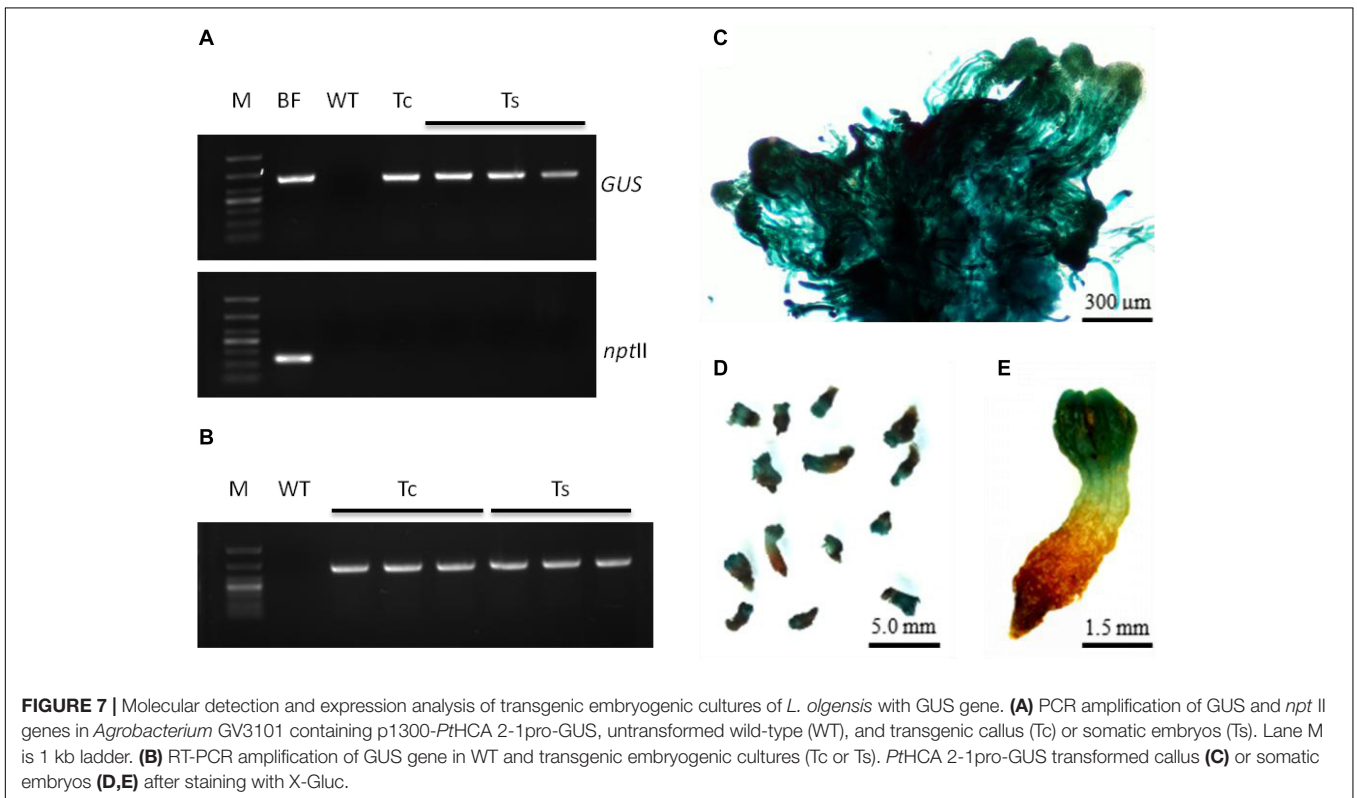 A
M BF WT Tc Ts
GUS
nptII
B
M WT Tc Ts
C
300 μm
D
5.0 mm
E
1.5 mm
FIGURE 7 | Molecular detection and expression analysis of transgenic embryogenic cultures of L. olgensis with GUS gene. (A) PCR amplification of GUS and npt II
genes in Agrobacterium GV3101 containing p1300-PtHCA 2-1pro-GUS, untransformed wild-type (WT), and transgenic callus (Tc) or somatic embryos (Ts). Lane M
is 1 kb ladder. (B) RT-PCR amplification of GUS gene in WT and transgenic embryogenic cultures (Tc or Ts). PtHCA 2-1pro-GUS transformed callus (C) or somatic
embryos (D,E) after staining with X-Gluc.